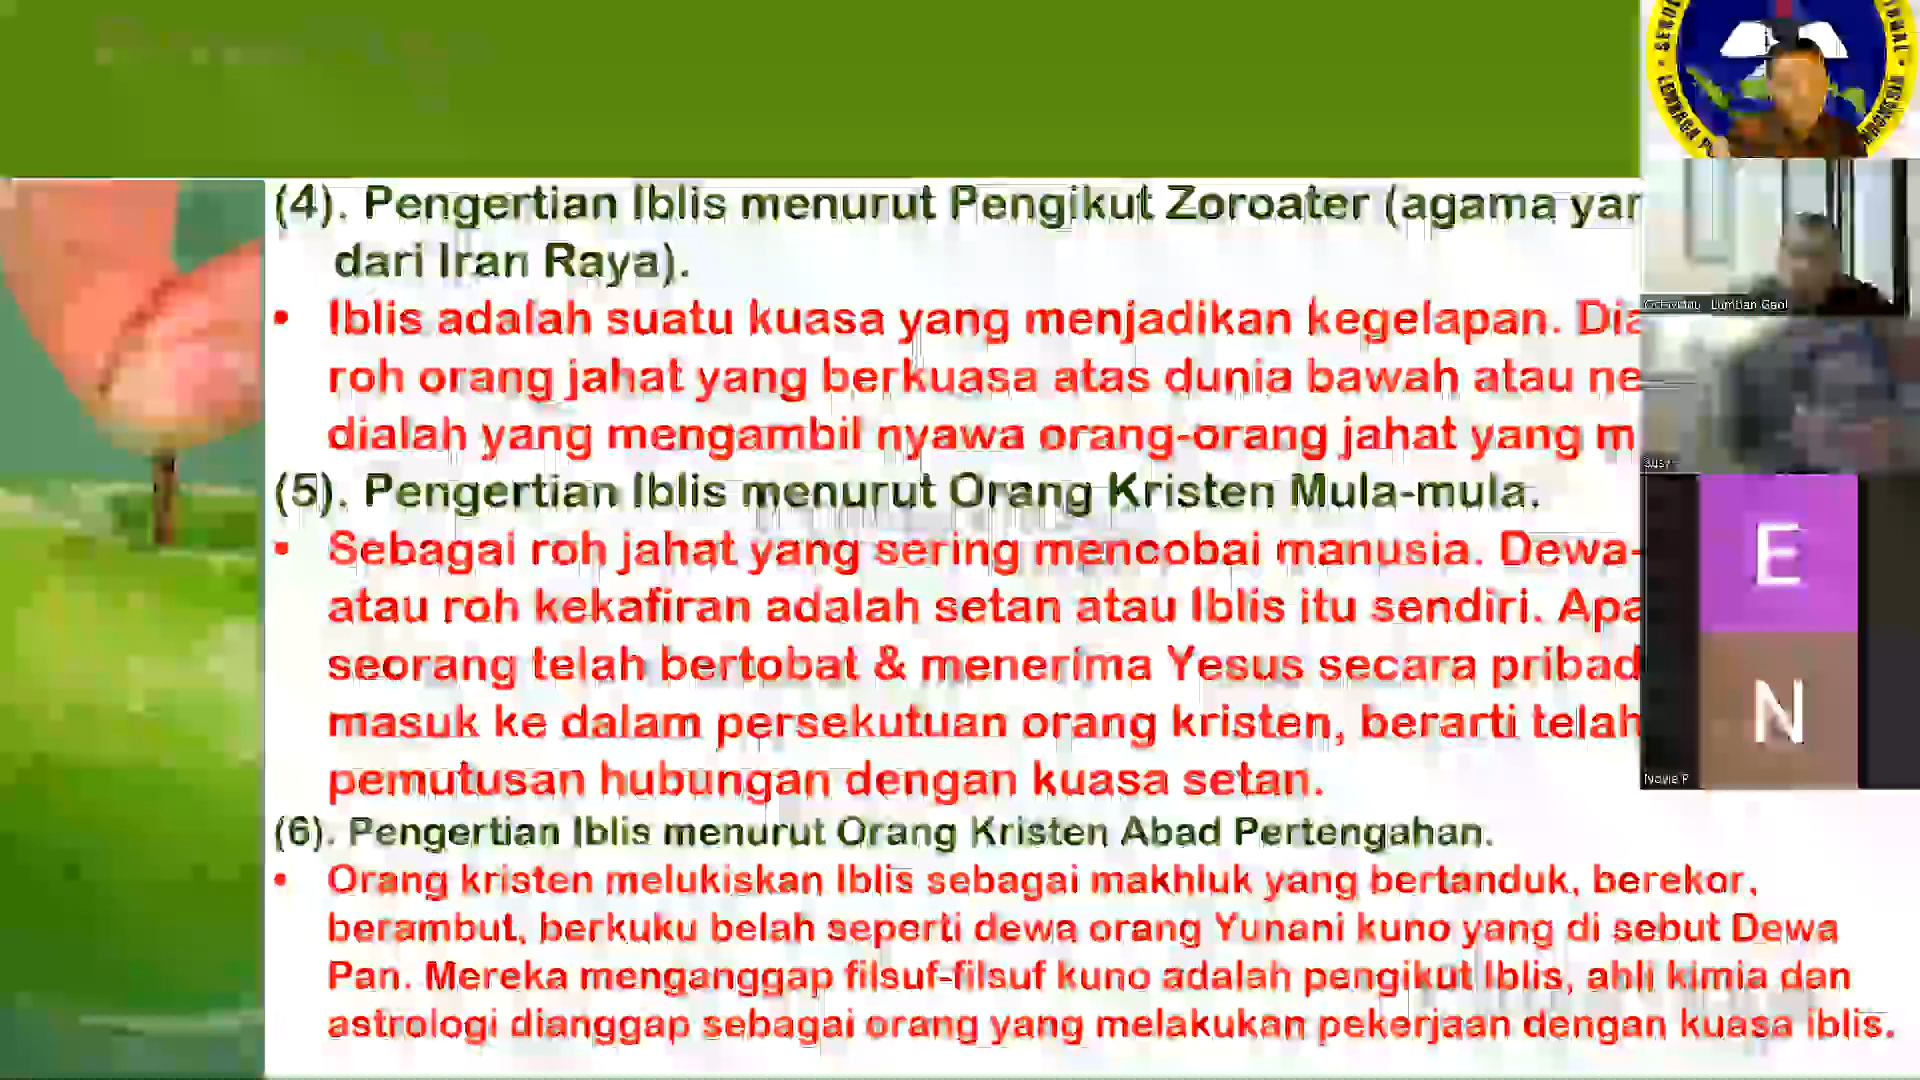 (4). Pengertian Iblis menurut Pengikut Zoroater (agama
dari Iran Raya).
• Iblis adalah suatu kuasa yang menjadikan kegelapan.
roh orang jahat yang berkuasa atas dunia bawah atau
dialah yang mengambil nyawa orang-orang jahat yang
(5). Pengertian Iblis menurut Orang Kristen Mula-mula.
• Sebagai roh jahat yang sering mencobai manusia. Dewa-
atau roh kekafiran adalah setan atau Iblis itu sendiri.
seorang telah bertobat & menerima Yesus secara
masuk ke dalam persekutuan orang kristen, berarti telah
pemutusan hubungan dengan kuasa setan.
(6). Pengertian Iblis menurut Orang Kristen Abad Pertengahan.
• Orang kristen melukiskan Iblis sebagai makhluk yang bertanduk, berekor,
berambut, berkuku belah seperti dewa orang Yunani kuno yang di sebut Dewa
Pan. Mereka menganggap filsuf-filsuf kuno adalah pengikut Iblis, ahli kimia dan
astrologi dianggap sebagai orang yang melakukan pekerjaan dengan kuasa iblis.
LEMBAGA
Lumban Gaol
E
N